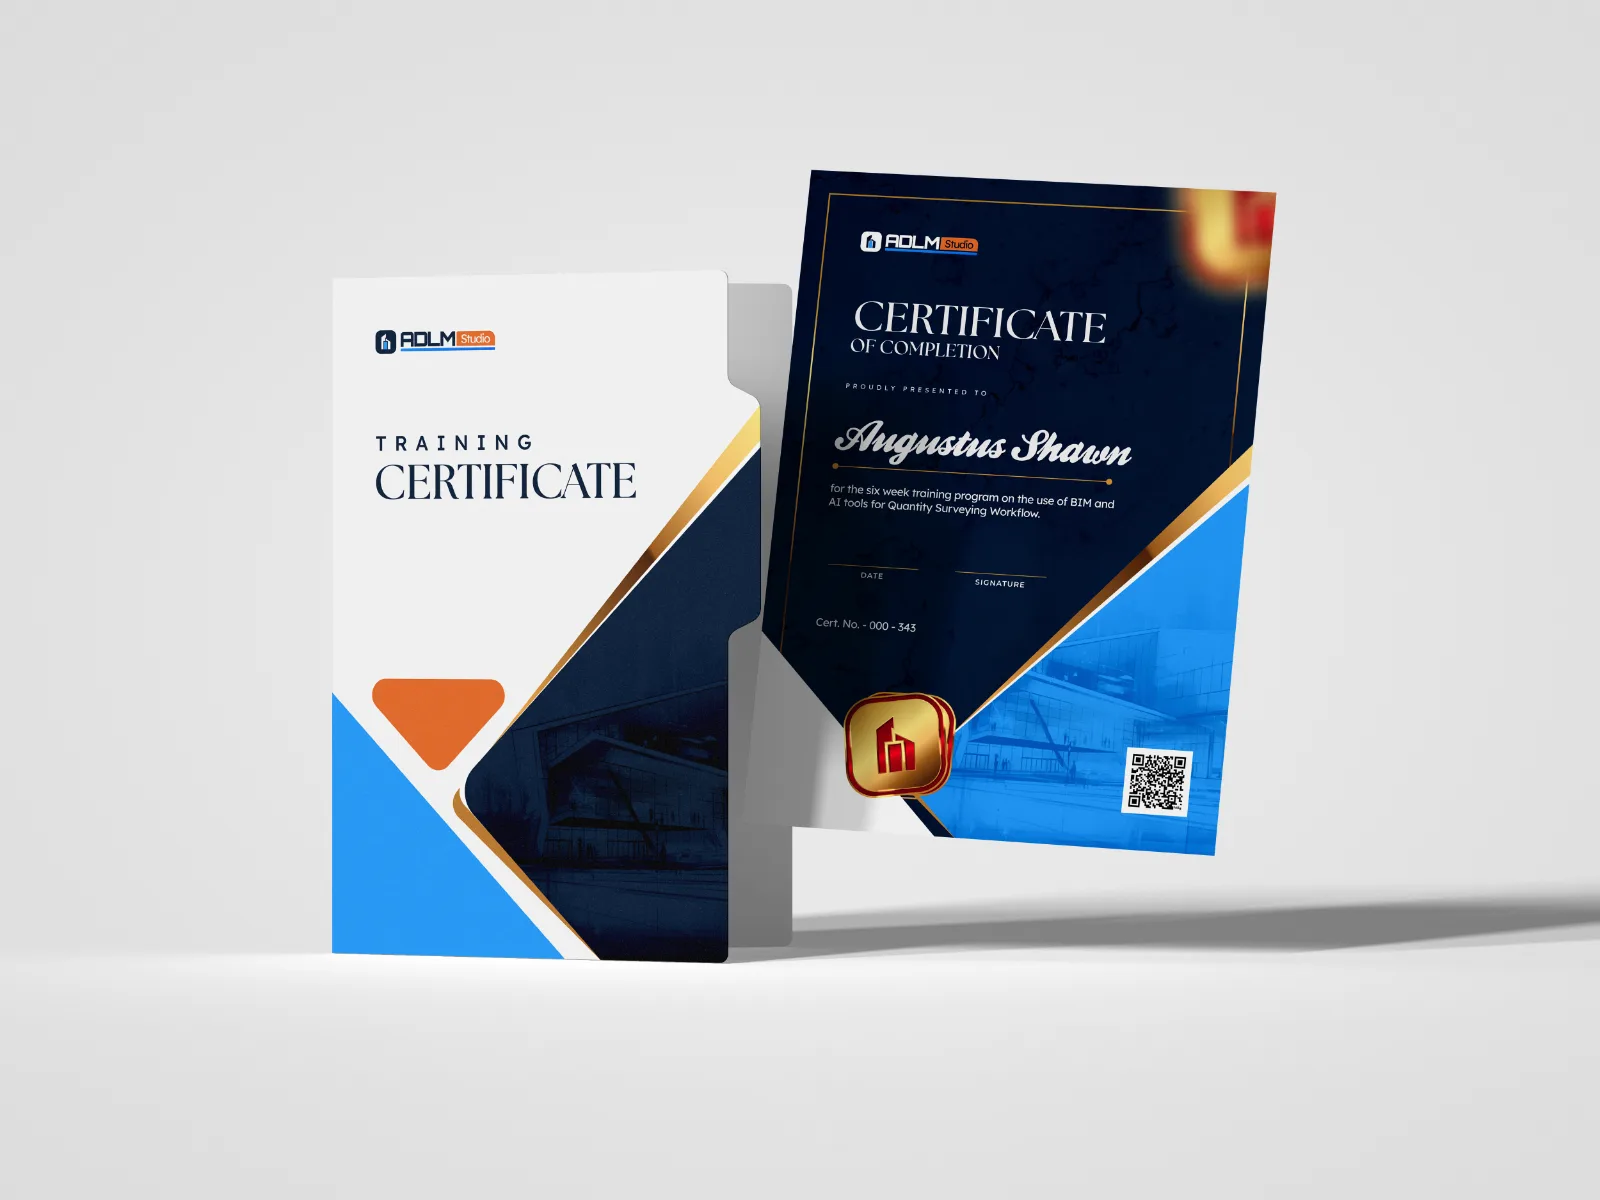 ADLM Studio
TRAINING
CERTIFICATE
ADLM Studio
CERTIFICATE
OF COMPLETION
PROUDLY PRESENTED TO
Augustus Shawn
for the six week training program on the use of BIM and
AI tools for Quantity Surveying Workflow.
DATE
SIGNATURE
Cert. No. - 000 - 343